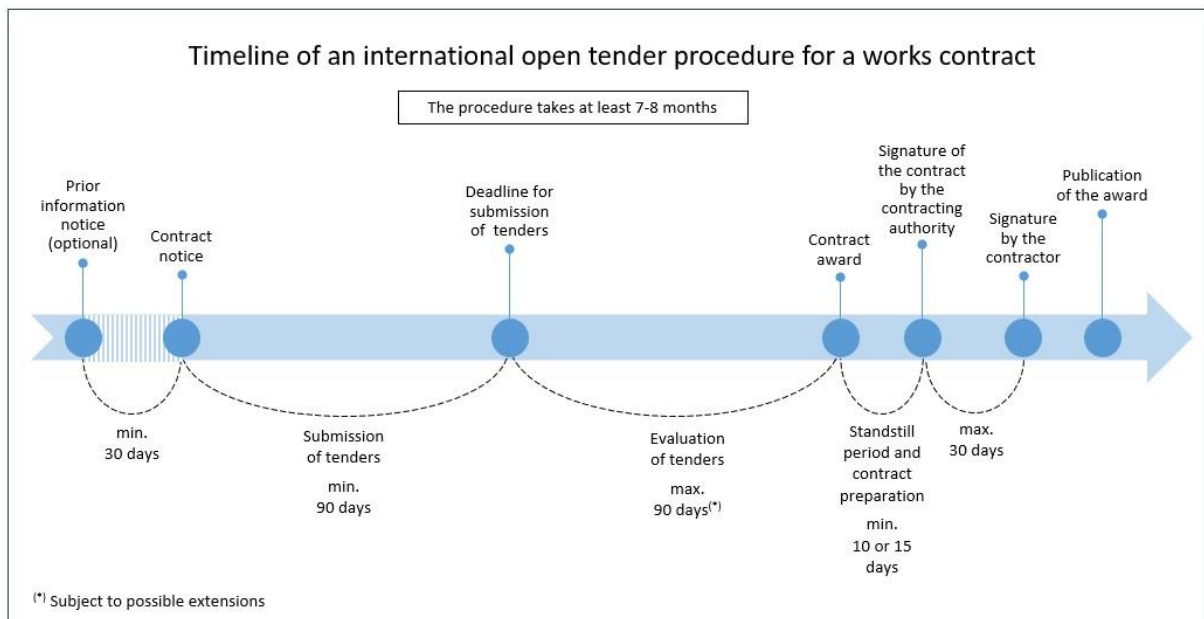 Timeline of an international open tender procedure for a works contract
The procedure takes at least 7-8 months
Prior
information
notice
(optional)
Contract
notice
Deadline for
submission
of tenders
Contract
award
Signature of
the contract by
the
contracting
authority
Signature
by the
contractor
Publication
of the award
min.
30 days
Submission
of tenders
min.
90 days
Evaluation
of tenders
max.
90 days(*)
Standstill
period and
contract
preparation
min.
10 or 15
days
max.
30 days
(*) Subject to possible extensions